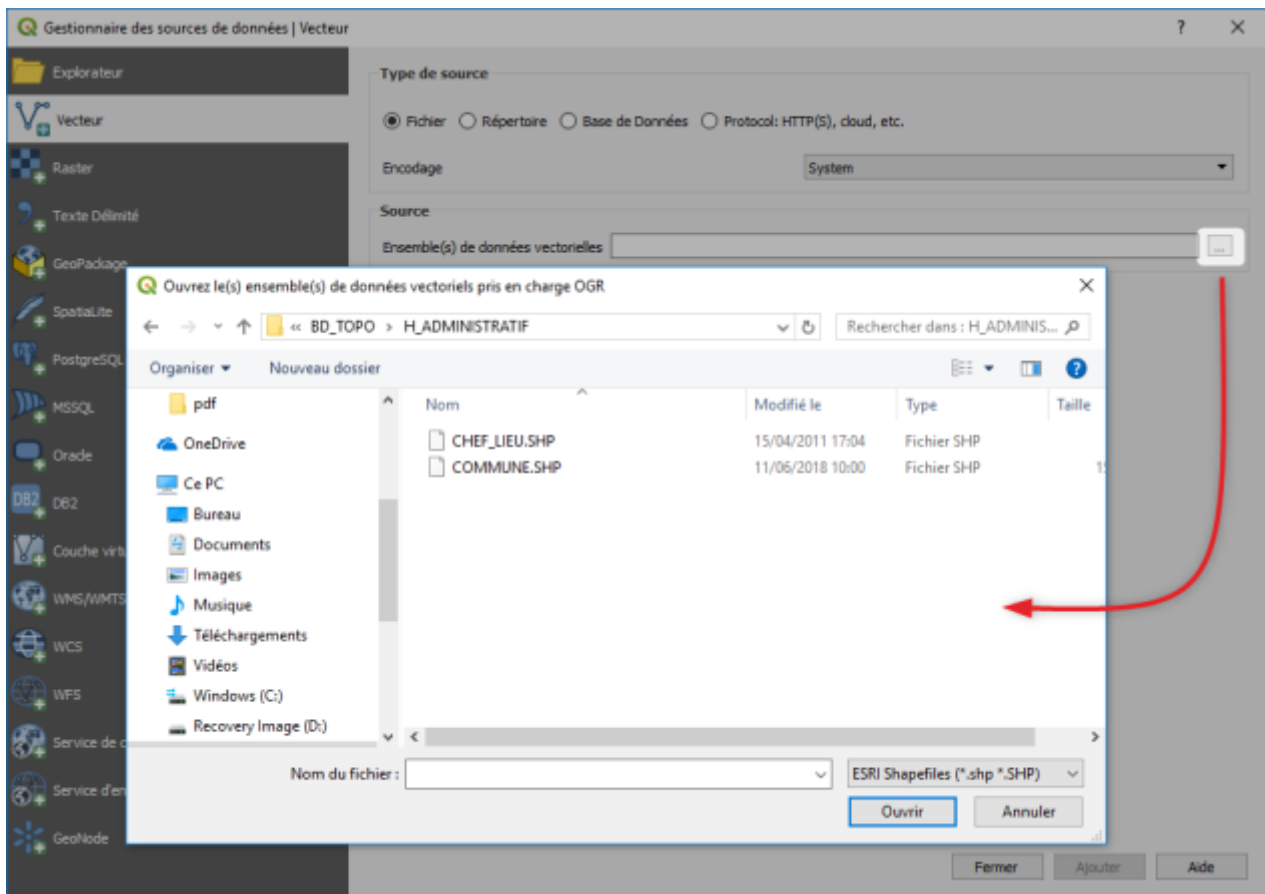 Gestionnaire des sources de données | Vecteur
?
Explorateur
Vecteur
Raster
Texte Délimité
GeoPackage
SpatiaLite
PostgreSQL
MSSQL
Oracle
DB2
DB2
Couche virt
WMS/WMTS
WCS
WFS
Service de
Service d'en
GeoNode
Type de source
Fichier Répertoire Base de Données Protocol: HTTP(S), cloud, etc.
Encodage System
Source
Ensemble(s) de données vectorielles ...
Ouvrez le(s) ensemble(s) de données vectoriels pris en charge OGR
« BD_TOPO > H_ADMINISTRATIF
Rechercher dans : H_ADMINIS...
Organiser Nouveau dossier ?
pdf
OneDrive
Ce PC
Bureau
Documents
Images
Musique
Téléchargements
Vidéos
Windows (C:)
Recovery Image (D:)
Nom Modifié le Type Taille
CHEF_LIEU.SHP 15/04/2011 17:04 Fichier SHP
COMMUNE.SHP 11/06/2018 10:00 Fichier SHP
Nom du fichier : ESRI Shapefiles (*.shp *.SHP)
Ouvrir Annuler
Fermer Ajouter Aide